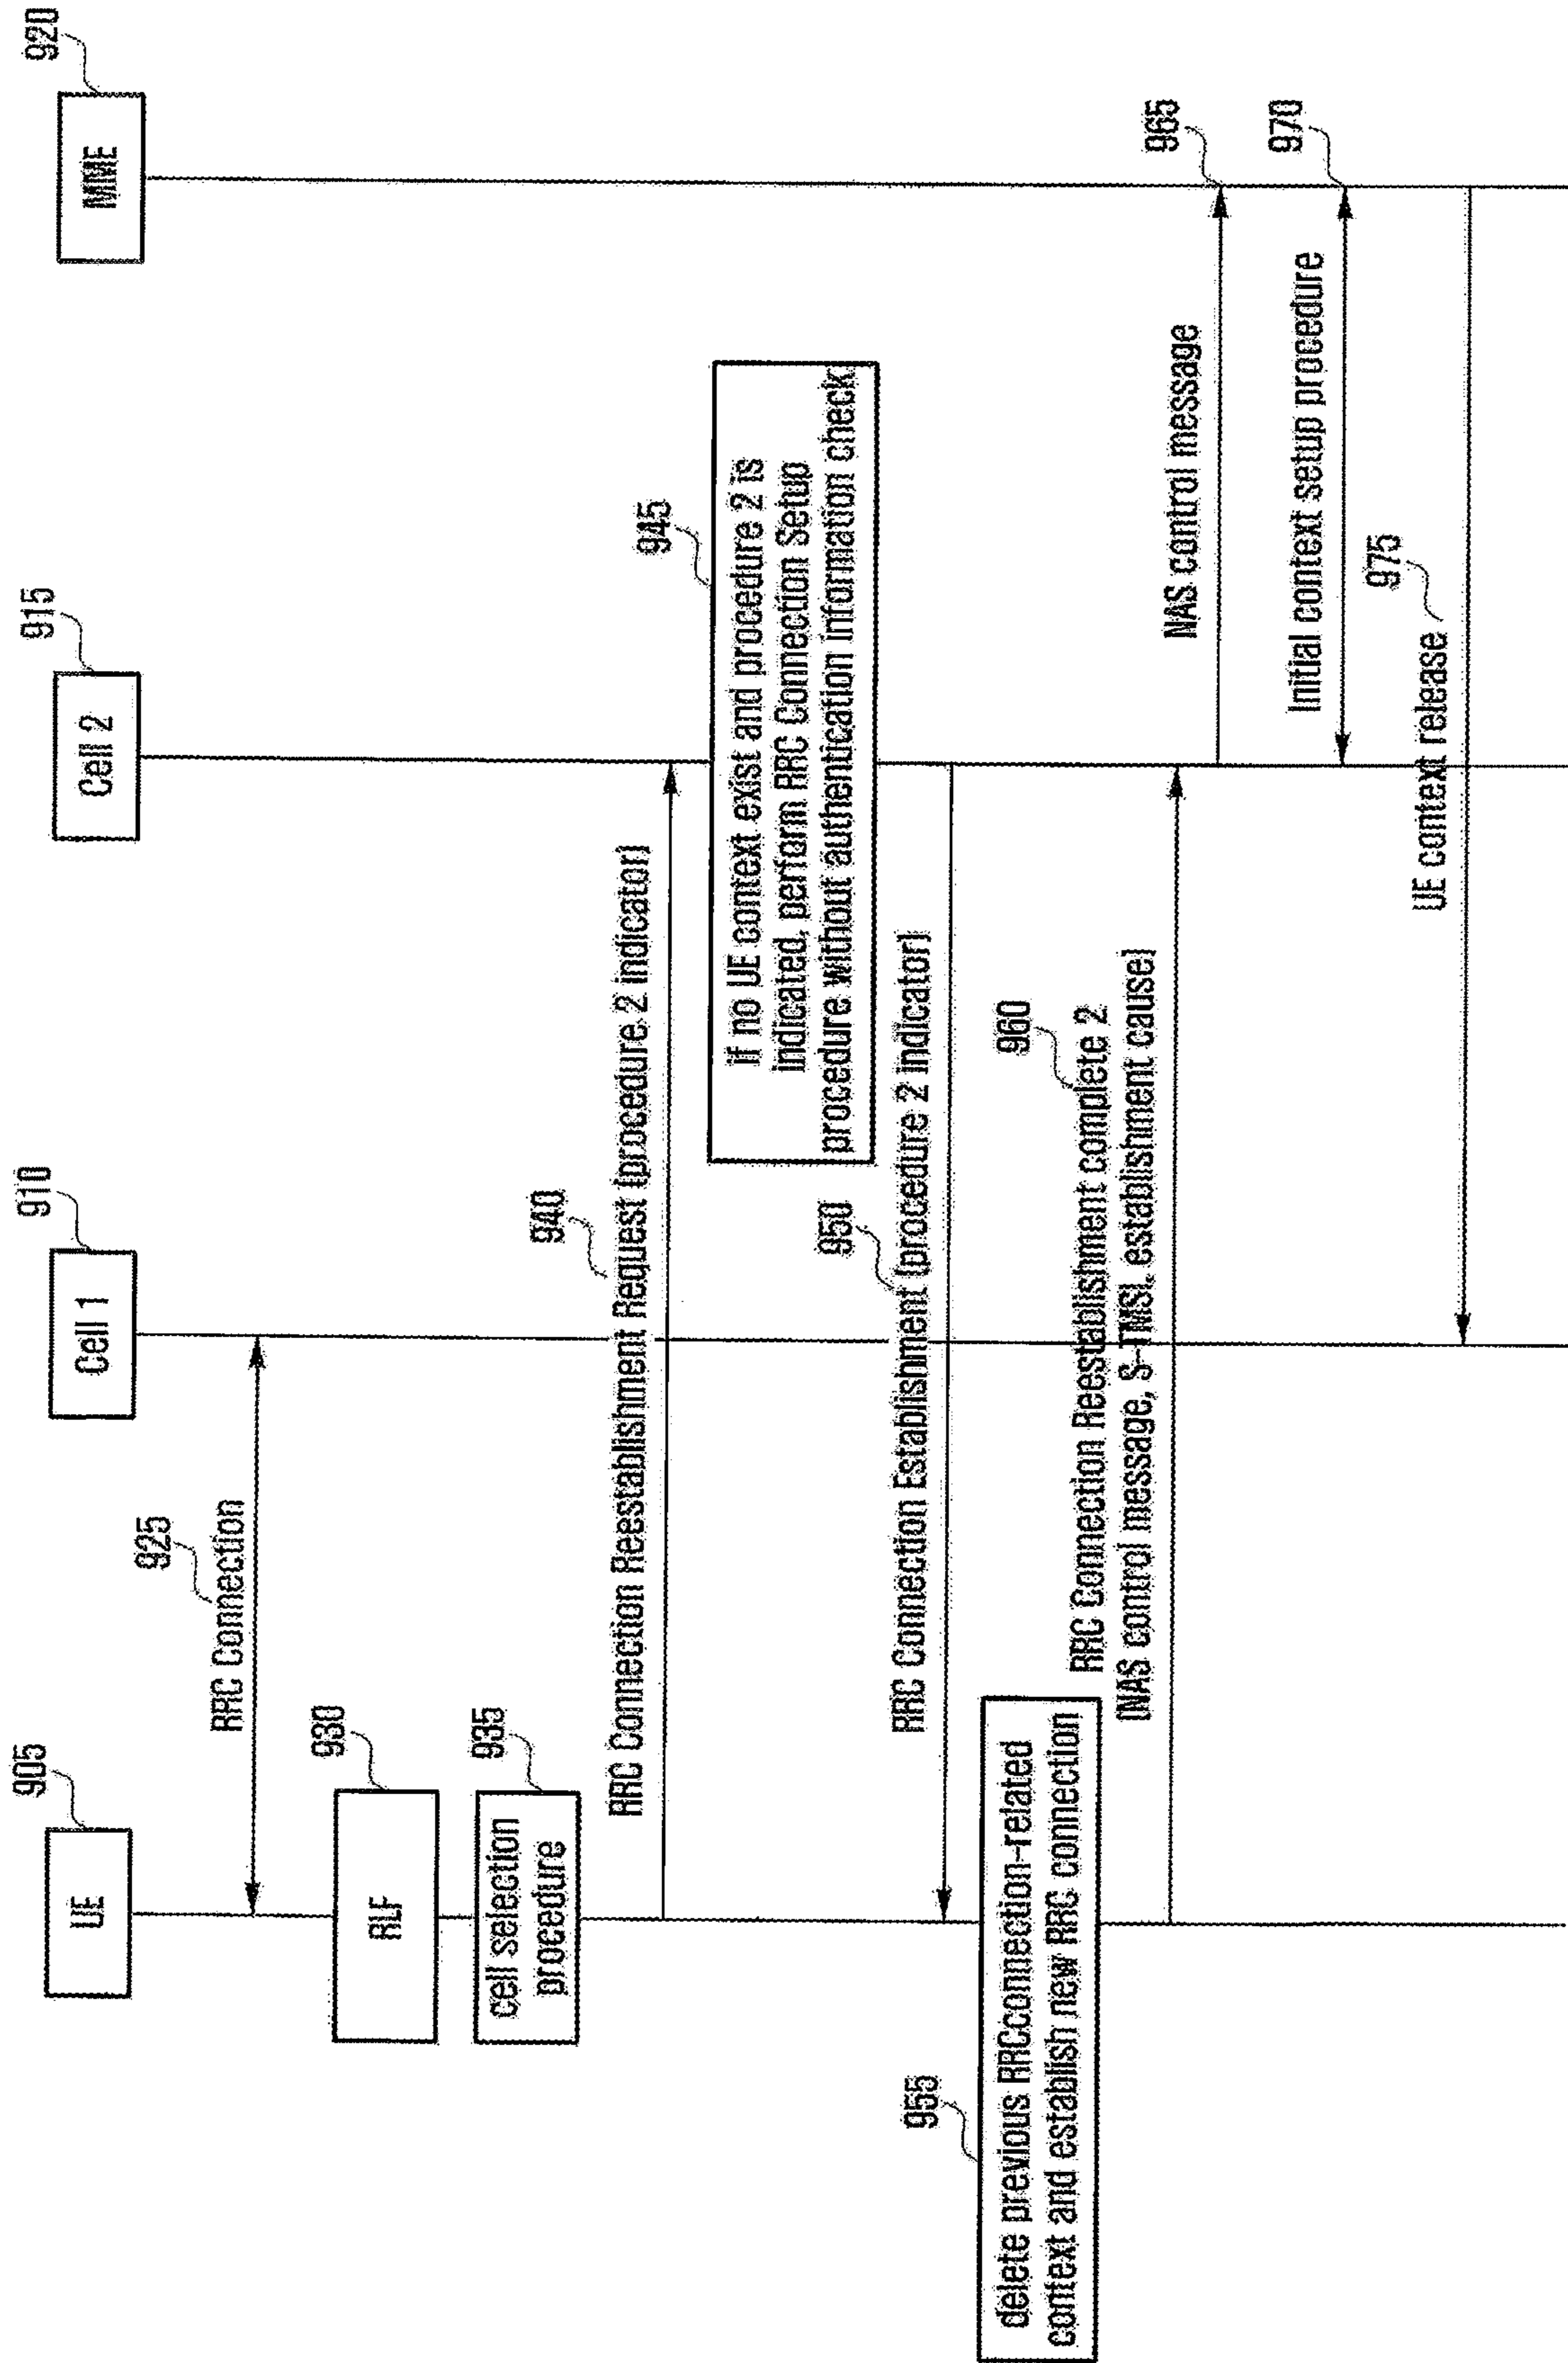 905
UE
910
Cell 1
915
Cell 2
920
MME
925
RRC Connection
930
RLF
935
cell selection
procedure
940
RRC Connection Reestablishment Request (procedure 2 indicator)
945
if no UE context exist and procedure 2 is
indicated, perform RRC Connection Setup
procedure without authentication information check
950
RRC Connection Establishment (procedure 2 indicator)
955
delete previous RRCconnection-related
context and establish new RRC connection
960
RRC Connection Reestablishment complete 2
(NAS control message, S-TMSI, establishment cause)
NAS control message
965
Initial context setup procedure
970
UE context release
975